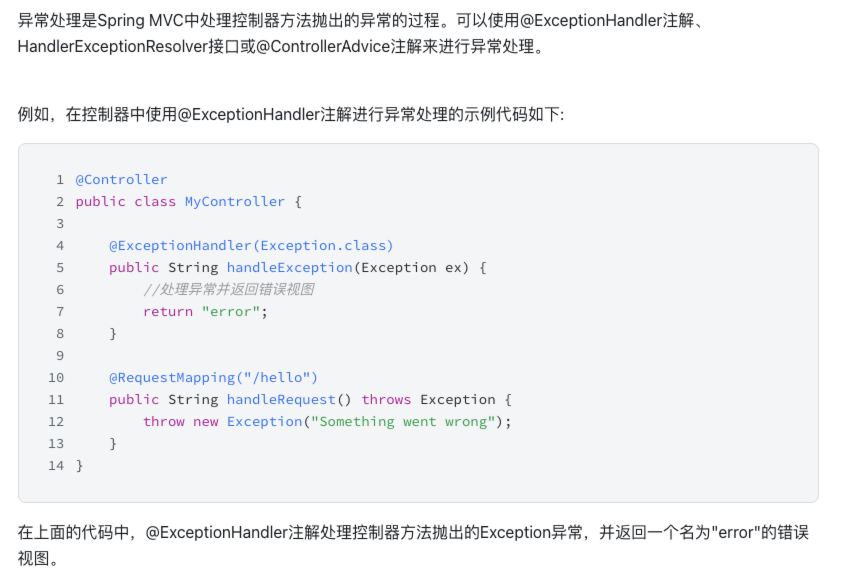 异常处理是Spring MVC中处理控制器方法抛出的异常的过程。可以使用@ExceptionHandler注解、
HandlerExceptionResolver接口或@ControllerAdvice注解来进行异常处理。
例如，在控制器中使用@ExceptionHandler注解进行异常处理的示例代码如下:
1 @Controller
2 public class MyController {
3
4     @ExceptionHandler(Exception.class)
5     public String handleException(Exception ex) {
6         //处理异常并返回错误视图
7         return "error";
8     }
9
10     @RequestMapping("/hello")
11     public String handleRequest() throws Exception {
12         throw new Exception("Something went wrong");
13     }
14 }
在上面的代码中，@ExceptionHandler注解处理控制器方法抛出的Exception异常，并返回一个名为"error"的错误
视图。